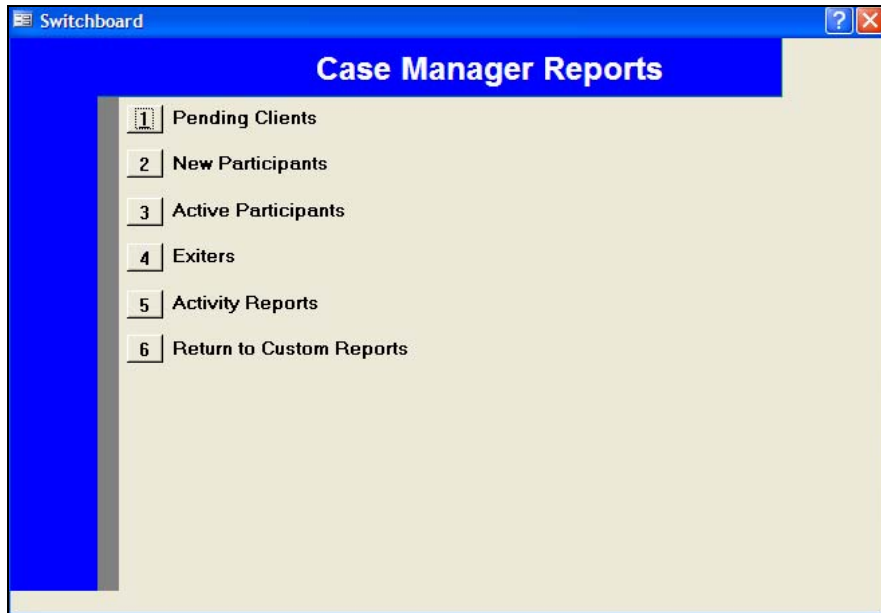 Switchboard
Case Manager Reports
1 Pending Clients
2 New Participants
3 Active Participants
4 Exiters
5 Activity Reports
6 Return to Custom Reports